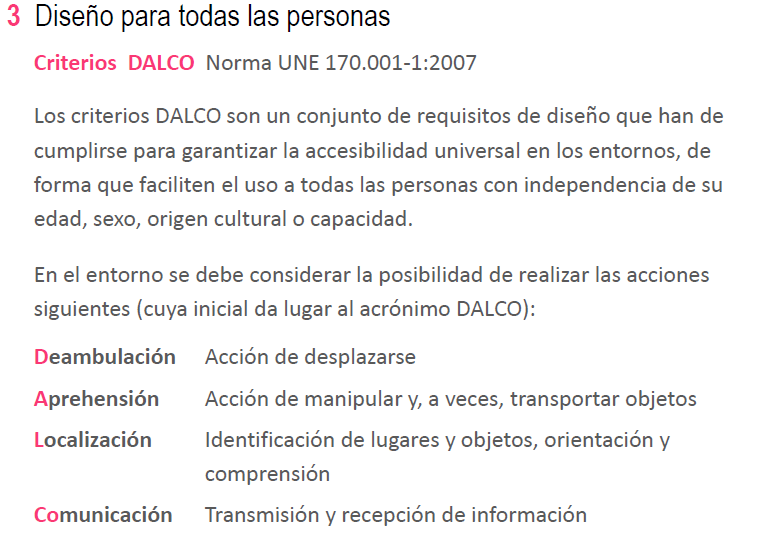 3 Diseño para todas las personas
Criterios DALCO Norma UNE 170.001-1:2007
Los criterios DALCO son un conjunto de requisitos de diseño que han de
cumplirse para garantizar la accesibilidad universal en los entornos, de
forma que faciliten el uso a todas las personas con independencia de su
edad, sexo, origen cultural o capacidad.
En el entorno se debe considerar la posibilidad de realizar las acciones
siguientes (cuya inicial da lugar al acrónimo DALCO):
Deambulación Acción de desplazarse
Aprehensión Acción de manipular y, a veces, transportar objetos
Localización Identificación de lugares y objetos, orientación y
comprensión
Comunicación Transmisión y recepción de información